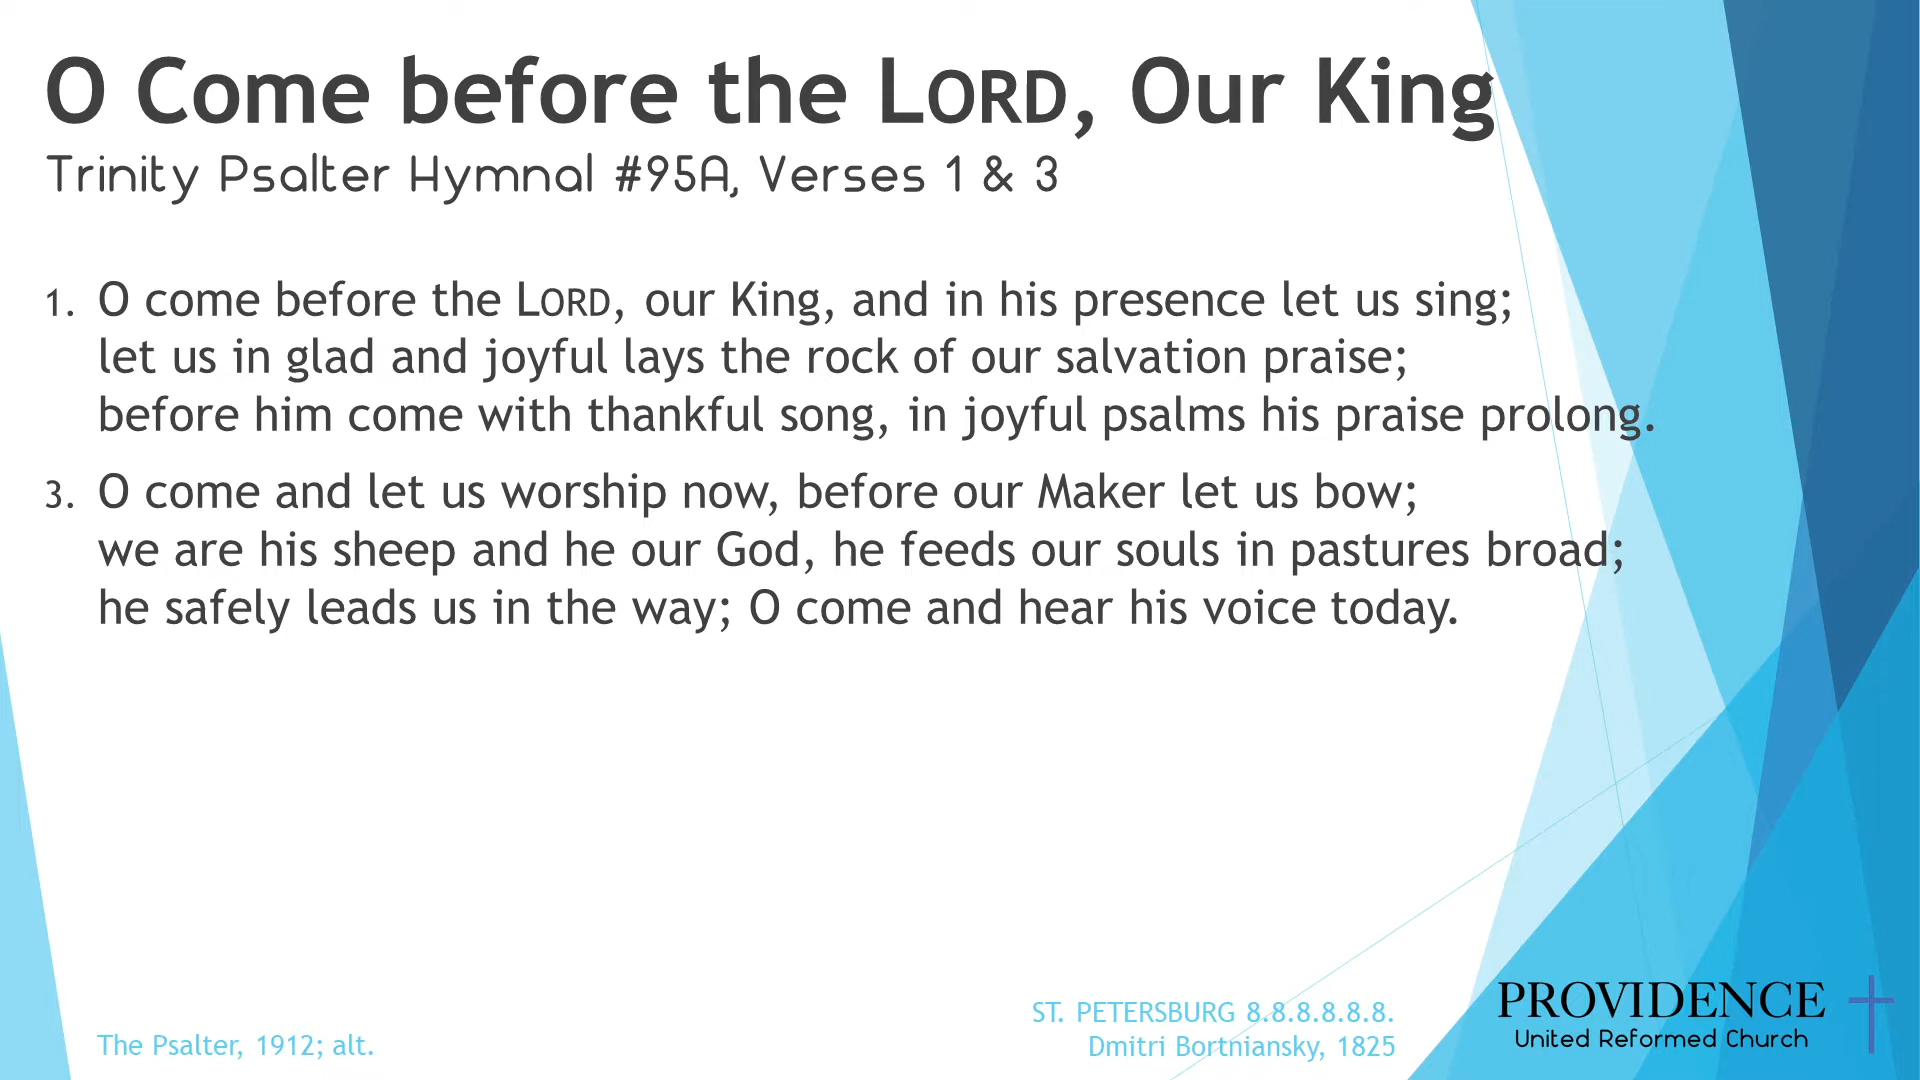 O Come before the LORD, Our King
Trinity Psalter Hymnal #95A, Verses 1 & 3
1. O come before the LORD, our King, and in his presence let us sing;
let us in glad and joyful lays the rock of our salvation praise;
before him come with thankful song, in joyful psalms his praise prolong.
3. O come and let us worship now, before our Maker let us bow;
we are his sheep and he our God, he feeds our souls in pastures broad;
he safely leads us in the way; O come and hear his voice today.
The Psalter, 1912; alt.
ST. PETERSBURG 8.8.8.8.8.8.
Dmitri Bortniansky, 1825
PROVIDENCE
United Reformed Church